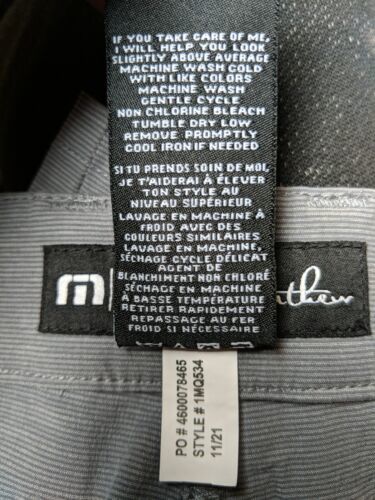 IF YOU TAKE CARE OF ME,
I WILL HELP YOU LOOK
SLIGHTLY ABOVE AVERAGE
MACHINE WASH COLD
WITH LIKE COLORS
MACHINE WASH
GENTLE CYCLE
NON CHLORINE BLEACH
TUMBLE DRY LOW
REMOVE PROMPTLY
COOL IRON IF NEEDED
SI TU PRENDS SOIN DE MOI,
JE T'AIDERAI À ÉLEVER
TON STYLE AU
NIVEAU SUPÉRIEUR
LAVAGE EN MACHINE À
FROID AVEC DES
COULEURS SIMILAIRES
LAVAGE EN MACHINE,
SÉCHAGE CYCLE DÉLICAT
AGENT DE
BLANCHIMENT NON CHLORÉ
SÉCHAGE EN MACHINE
À BASSE TEMPÉRATURE
RETIRER RAPIDEMENT
REPASSAGE AU FER
FROID SI NÉCESSAIRE
m
PO # 4600078465
STYLE # 1MQ534
11/21